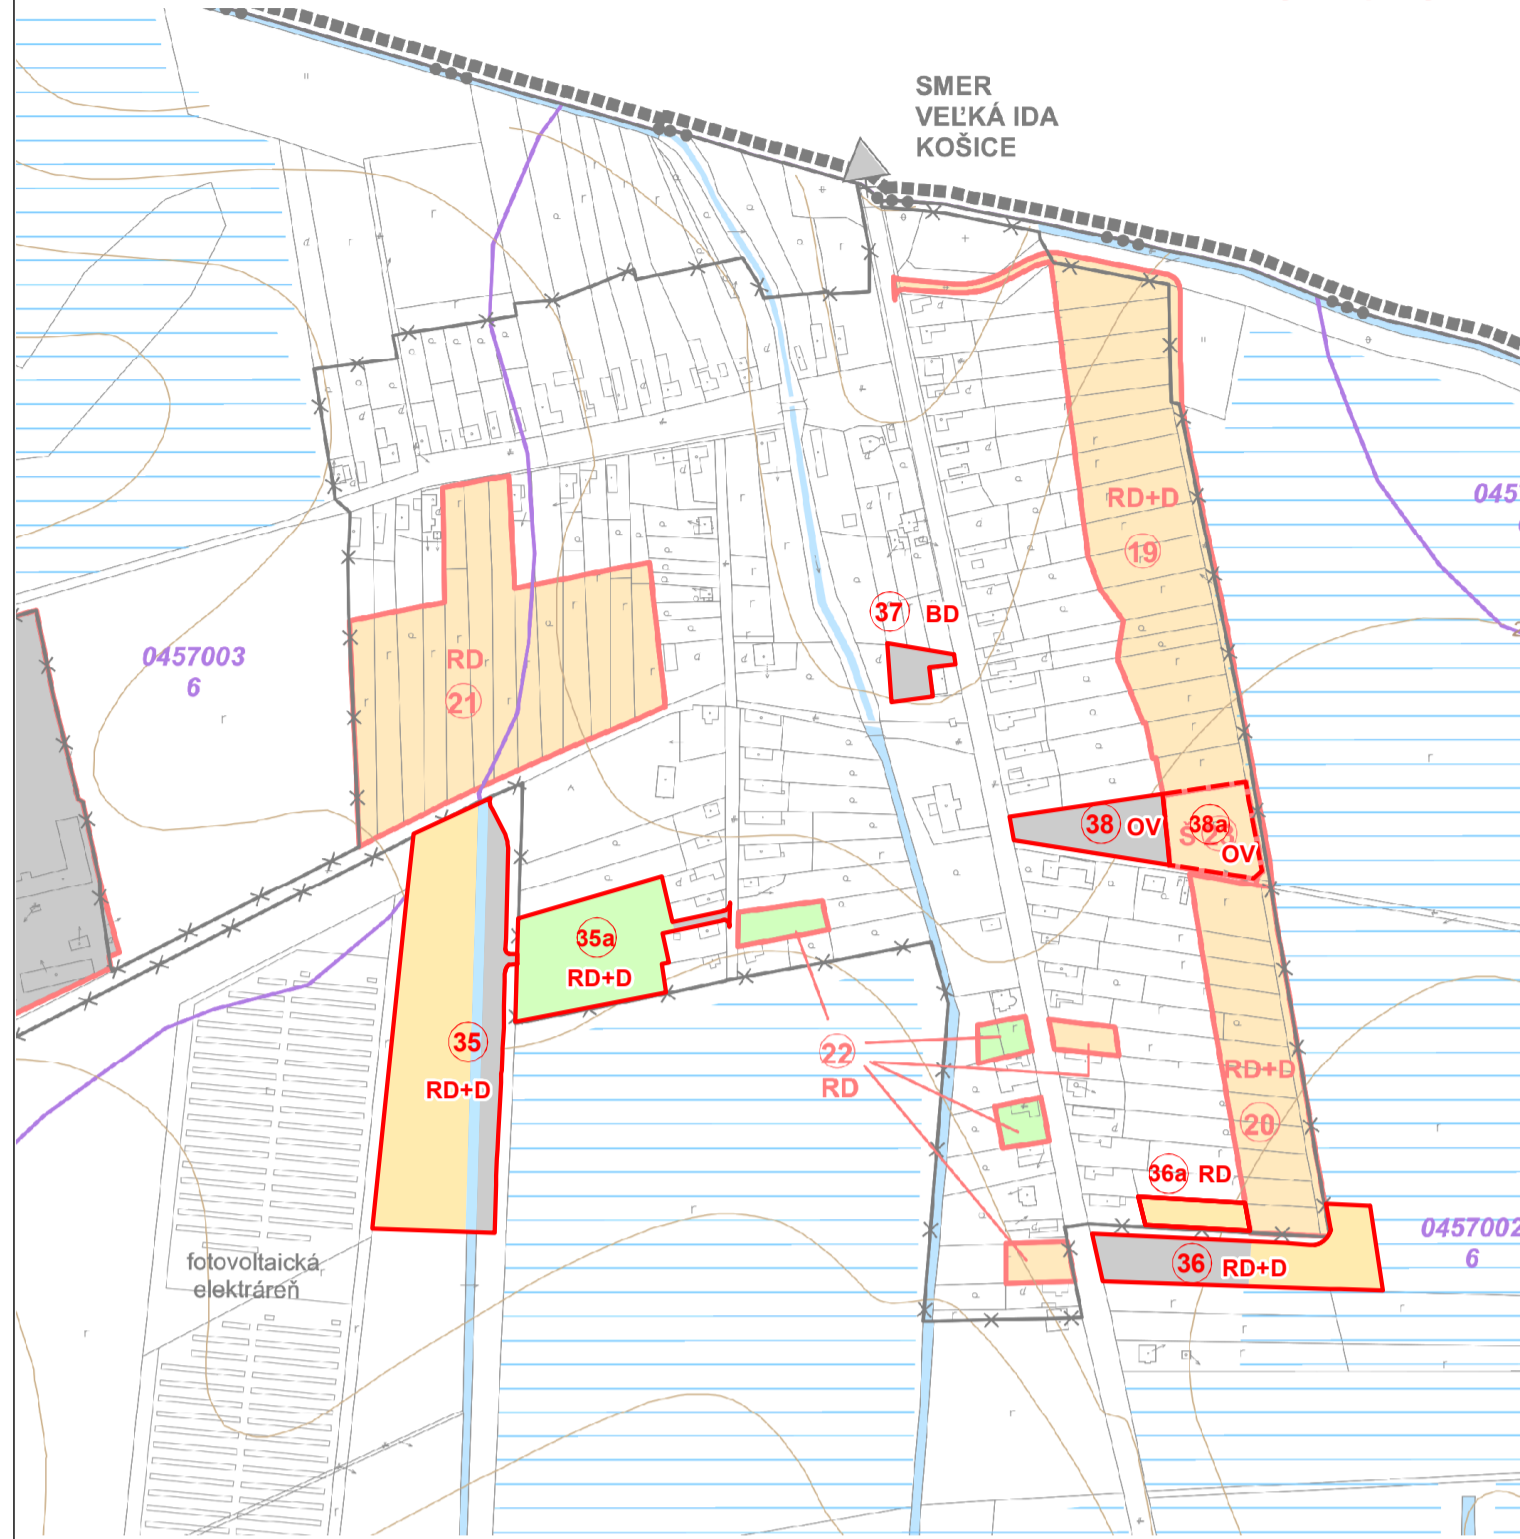 SMER
VEĽKÁ IDA
KOŠICE
RD+D
19
045
37 BD
0457003
6
RD
21
38 OV
38a
OV
35a
RD+D
35
RD+D
22
RD
RD+D
20
36a RD
36 RD+D
0457002
6
fotovoltaická
elektráreň